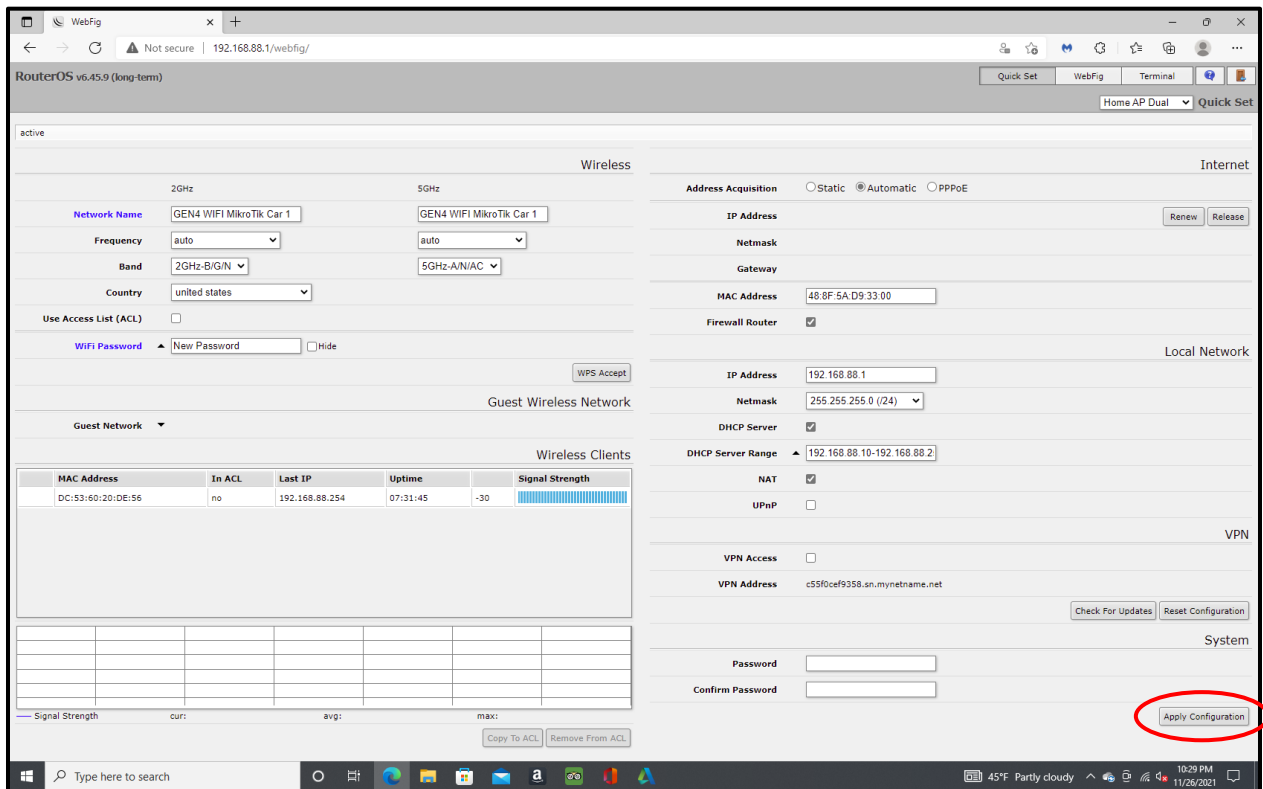 WebFig
Not secure | 192.168.88.1/webfig/
RouterOS v6.45.9 (long-term)
Quick Set WebFig Terminal
Home AP Dual Quick Set
active
Wireless
2GHz 5GHz
Network Name GEN4 WIFI MikroTik Car 1 GEN4 WIFI MikroTik Car 1
Frequency auto auto
Band 2GHz-B/G/N 5GHz-A/N/AC
Country united states
Use Access List (ACL)
WiFi Password New Password Hide
WPS Accept
Guest Wireless Network
Guest Network
Wireless Clients
MAC Address In ACL Last IP Uptime Signal Strength
DC:53:60:20:DE:56 no 192.168.88.254 07:31:45 -30
Signal Strength cur: avg: max:
Copy To ACL Remove From ACL
Internet
Address Acquisition Static Automatic PPPoE
IP Address Renew Release
Netmask
Gateway
MAC Address 48:8F:5A:D9:33:00
Firewall Router
Local Network
IP Address 192.168.88.1
Netmask 255.255.255.0 (/24)
DHCP Server
DHCP Server Range 192.168.88.10-192.168.88.2
NAT
UPnP
VPN
VPN Access
VPN Address c55f0cef9358.sn.mynetname.net
Check For Updates Reset Configuration
System
Password
Confirm Password
Apply Configuration
Type here to search
45°F Partly cloudy
10:29 PM
11/26/2021